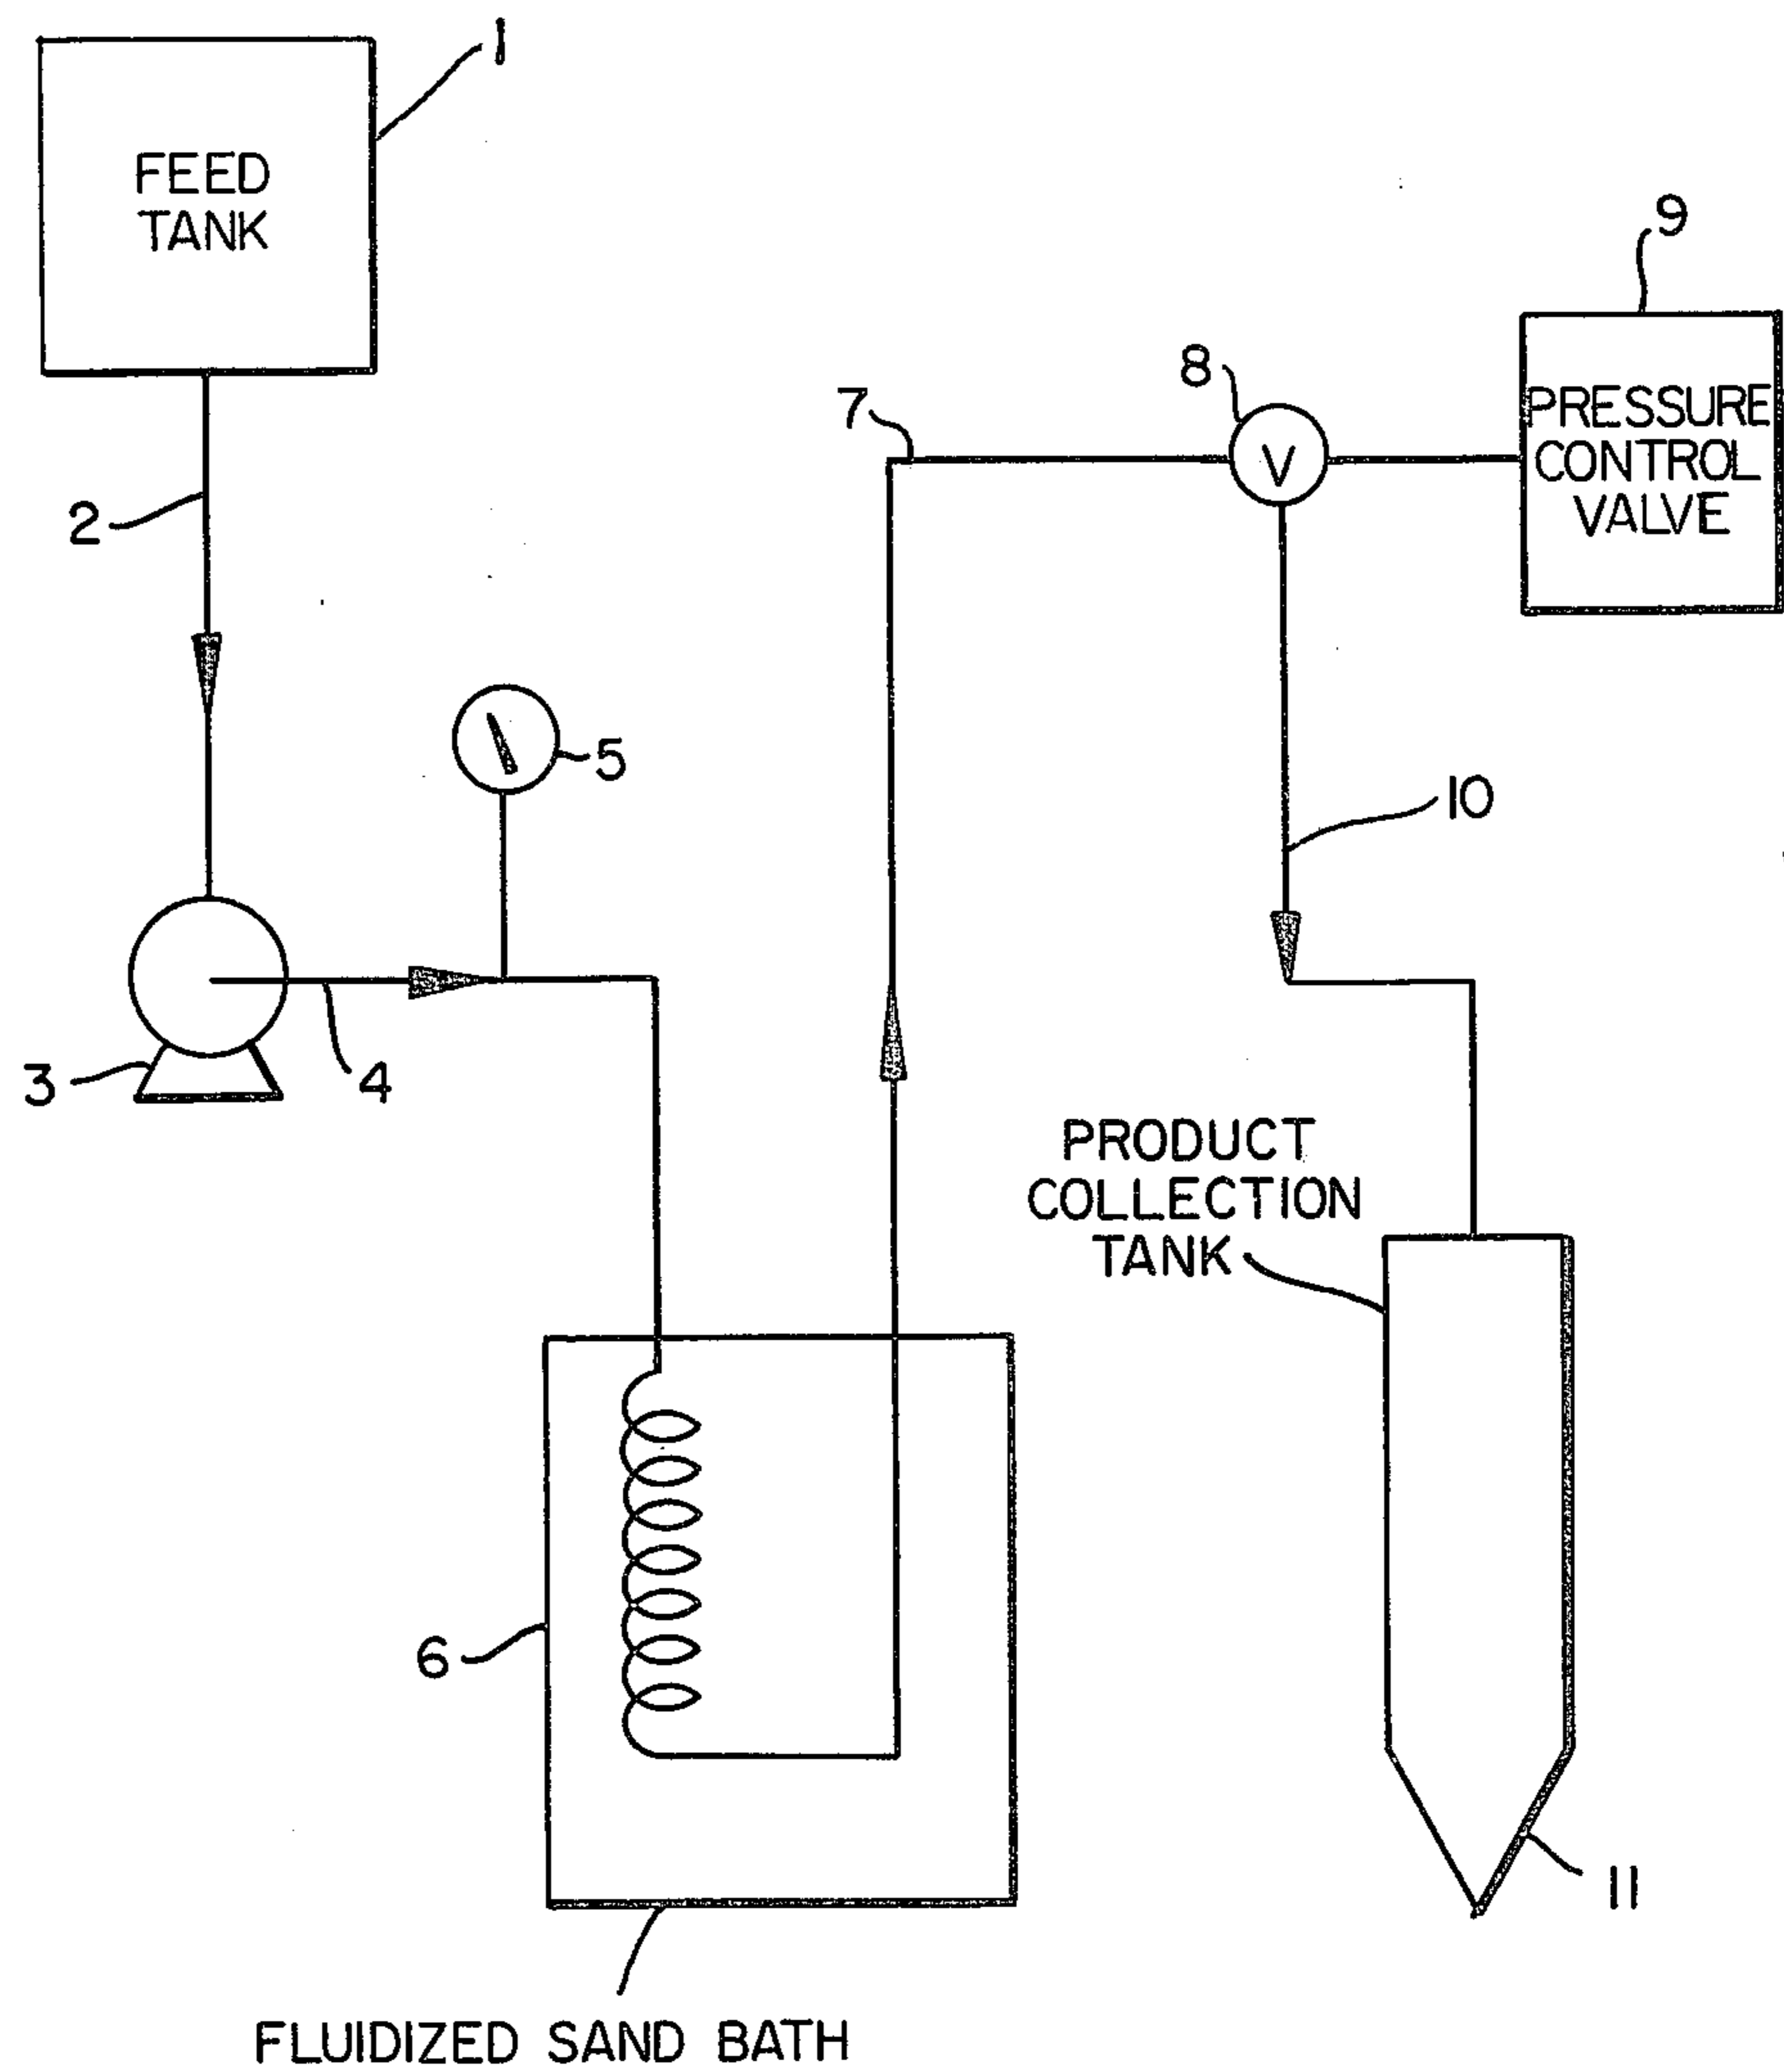 1
FEED
TANK
2
3
4
5
6
FLUIDIZED SAND BATH
7
8
V
9
PRESSURE
CONTROL
VALVE
10
PRODUCT
COLLECTION
TANK
11